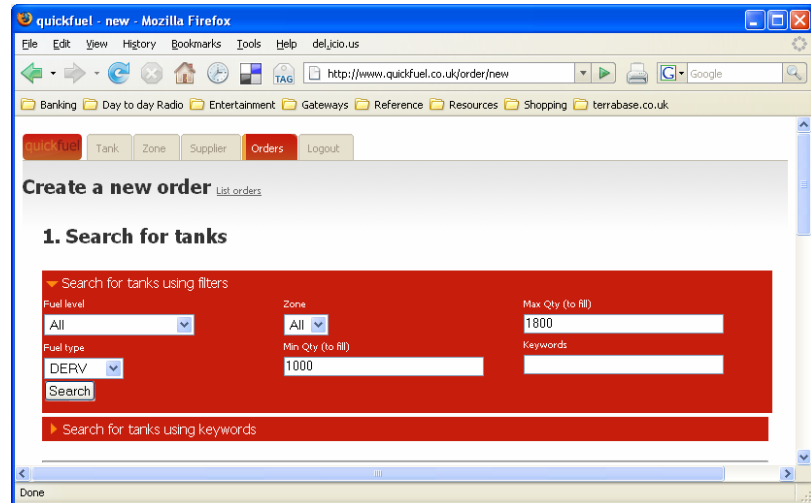 quickfuel - new - Mozilla Firefox
File Edit View History Bookmarks Tools Help del.icio.us
TAG http://www.quickfuel.co.uk/order/new G Google
Banking Day to day Radio Entertainment Gateways Reference Resources Shopping terrabase.co.uk
quickfuel Tank Zone Supplier Orders Logout
Create a new order List orders
1. Search for tanks
Search for tanks using filters
Fuel level Zone Max Qty (to fill)
All All 1800
Fuel type Min Qty (to fill) Keywords
DERV 1000
Search
Search for tanks using keywords
Done